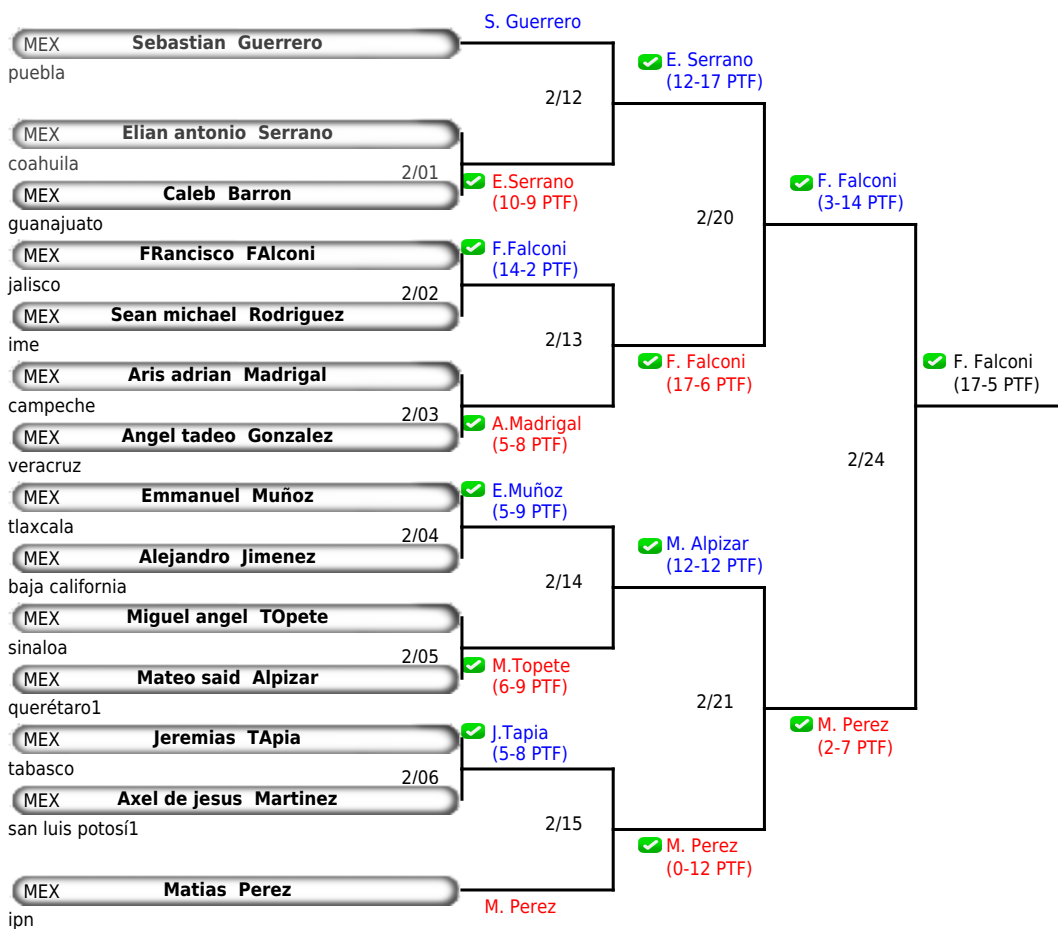 S. Guerrero
MEX Sebastian Guerrero
puebla
2/12
E. Serrano
(12-17 PTF)
MEX Elian antonio Serrano
coahuila
2/01
E.Serrano
(10-9 PTF)
MEX Caleb Barron
guanajuato
2/20
F. Falconi
(3-14 PTF)
MEX FRancisco FAlconi
jalisco
F.Falconi
(14-2 PTF)
2/02
MEX Sean michael Rodriguez
ime
2/13
F. Falconi
(17-6 PTF)
MEX Aris adrian Madrigal
campeche
2/03
A.Madrigal
(5-8 PTF)
MEX Angel tadeo Gonzalez
veracruz
F. Falconi
(17-5 PTF)
2/24
MEX Emmanuel Muñoz
tlaxcala
E.Muñoz
(5-9 PTF)
2/04
MEX Alejandro Jimenez
baja california
2/14
M. Alpizar
(12-12 PTF)
MEX Miguel angel TOpete
sinaloa
2/05
M.Topete
(6-9 PTF)
MEX Mateo said Alpizar
querétaro1
2/21
M. Perez
(2-7 PTF)
MEX Jeremias TApia
tabasco
J.Tapia
(5-8 PTF)
2/06
MEX Axel de jesus Martinez
san luis potosí1
2/15
M. Perez
(0-12 PTF)
MEX Matias Perez
ipn
M. Perez